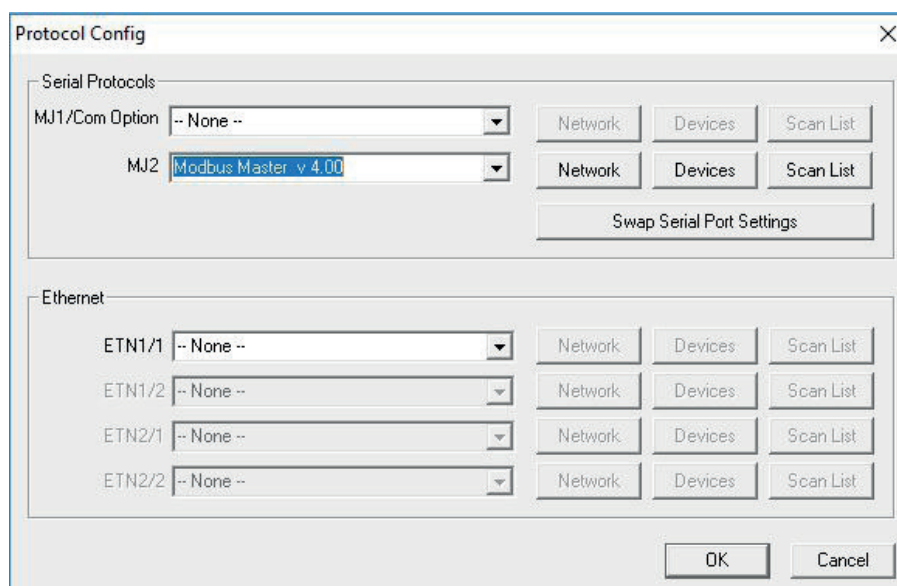 Protocol Config
Serial Protocols
MJ1/Com Option -- None -- Network Devices Scan List
MJ2 Modbus Master v 4.00 Network Devices Scan List
Swap Serial Port Settings
Ethernet
ETN1/1 -- None -- Network Devices Scan List
ETN1/2 -- None -- Network Devices Scan List
ETN2/1 -- None -- Network Devices Scan List
ETN2/2 -- None -- Network Devices Scan List
OK Cancel